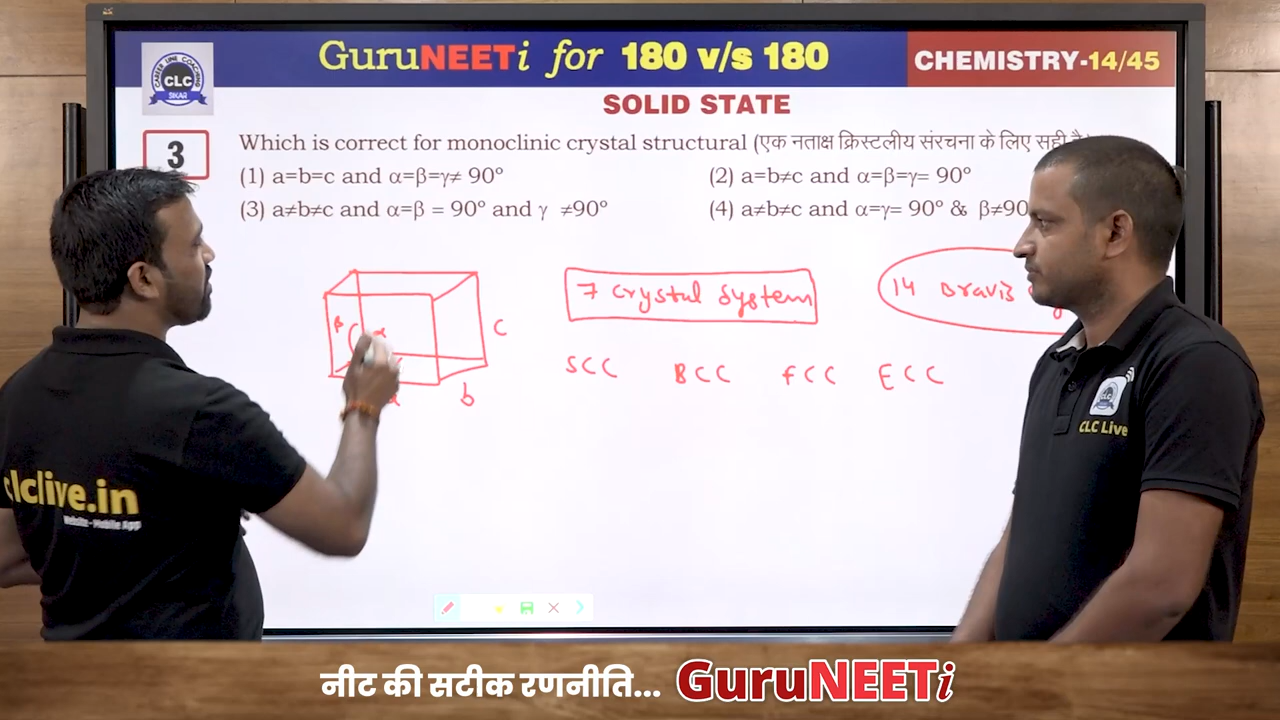 GuruNEETi for 180 v/s 180
CHEMISTRY-14/45
CAREER LINE COACHING
CLC
SIKAR
SOLID STATE
3
Which is correct for monoclinic crystal structural (एक नताक्ष क्रिस्टलीय संरचना के लिए सही है)
(1) a=b=c and α=β=γ≠ 90°
(2) a=b≠c and α=β=γ= 90°
(3) a≠b≠c and α=β = 90° and γ ≠90°
(4) a≠b≠c and α=γ= 90° & β≠90
7 Crystal System
14 Bravis
β
α
C
a
b
SCC BCC FCC ECC
CLC Live
clclive.in
Website - Mobile App
नीट की सटीक रणनीति... GuruNEETi